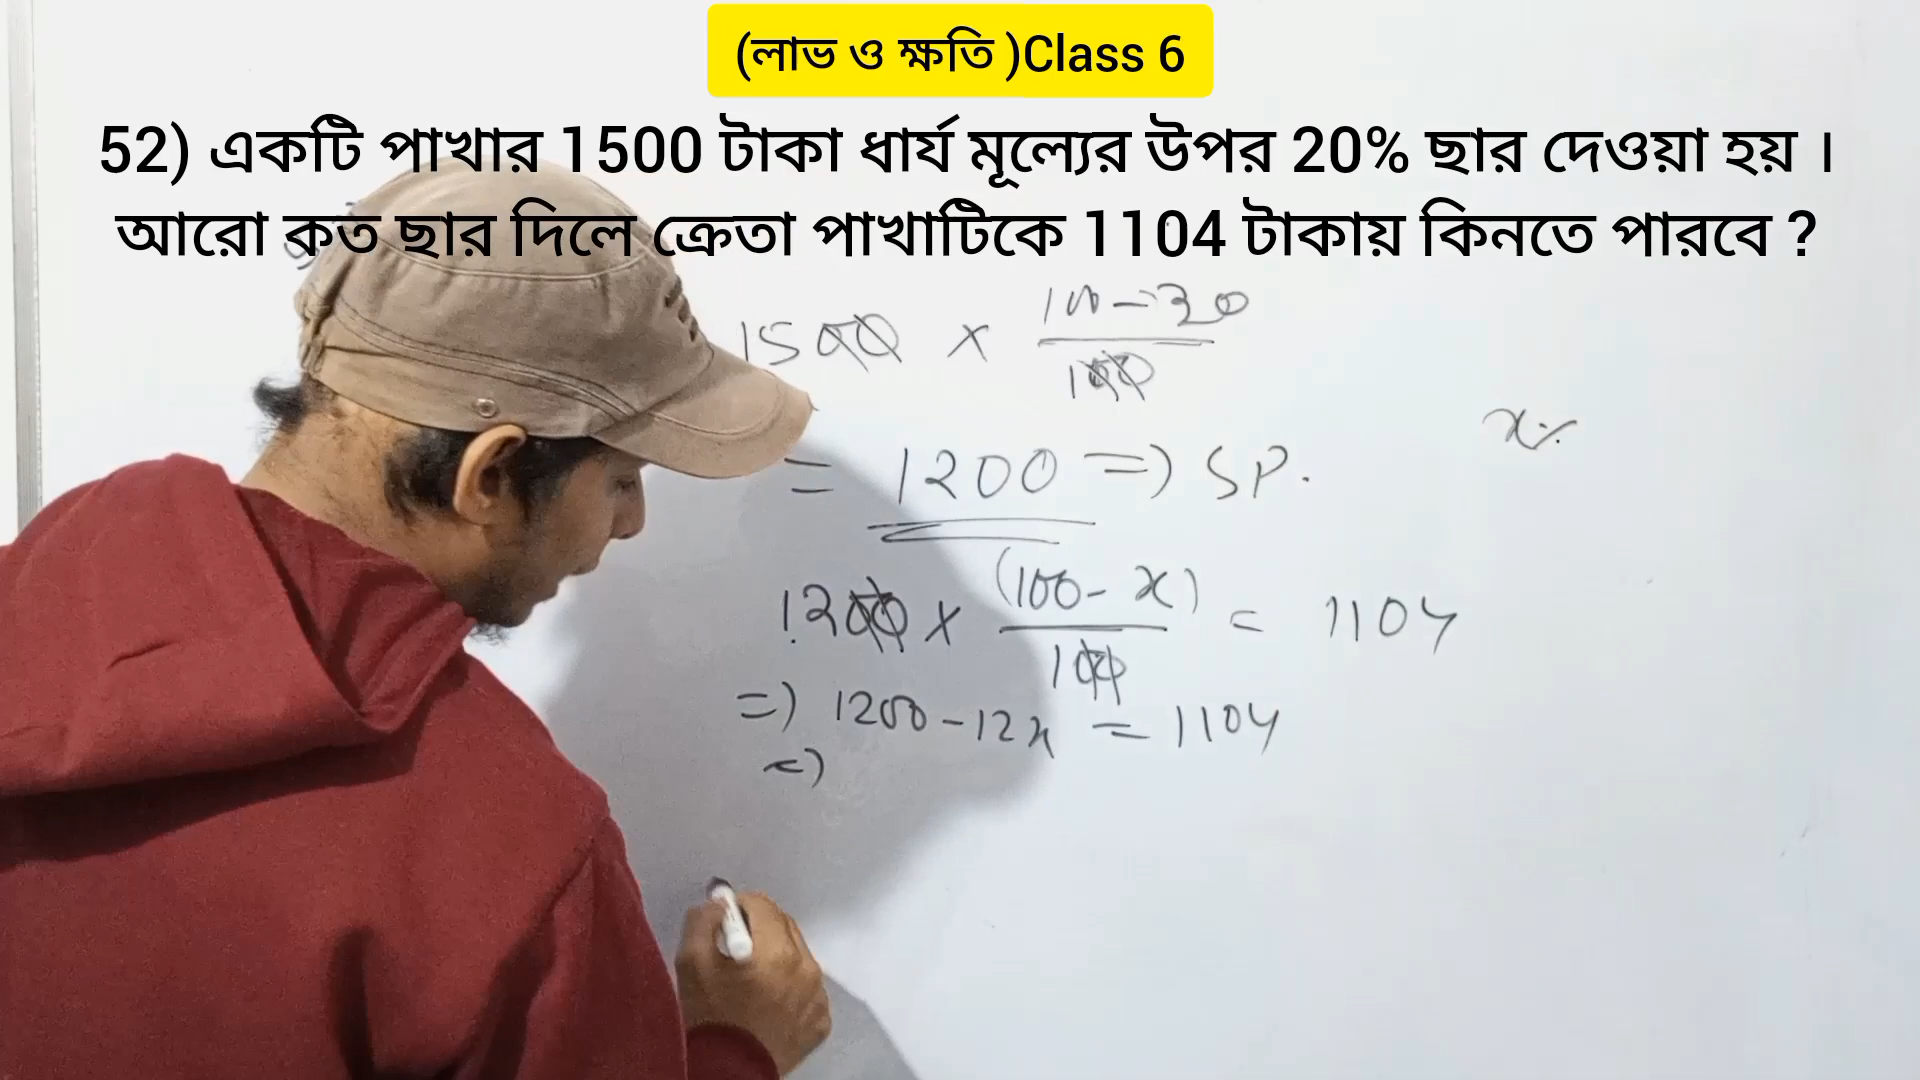 (লাভ ও ক্ষতি )Class 6
52) একটি পাখার 1500 টাকা ধার্য মূল্যের উপর 20% ছার দেওয়া হয় ।
আরো কত ছার দিলে ক্রেতা পাখাটিকে 1104 টাকায় কিনতে পারবে ?
1500 × (100-20)/100
x%
= 1200 => SP.
1200 × (100-x)/100 = 1104
=> 1200-12x = 1104
=>